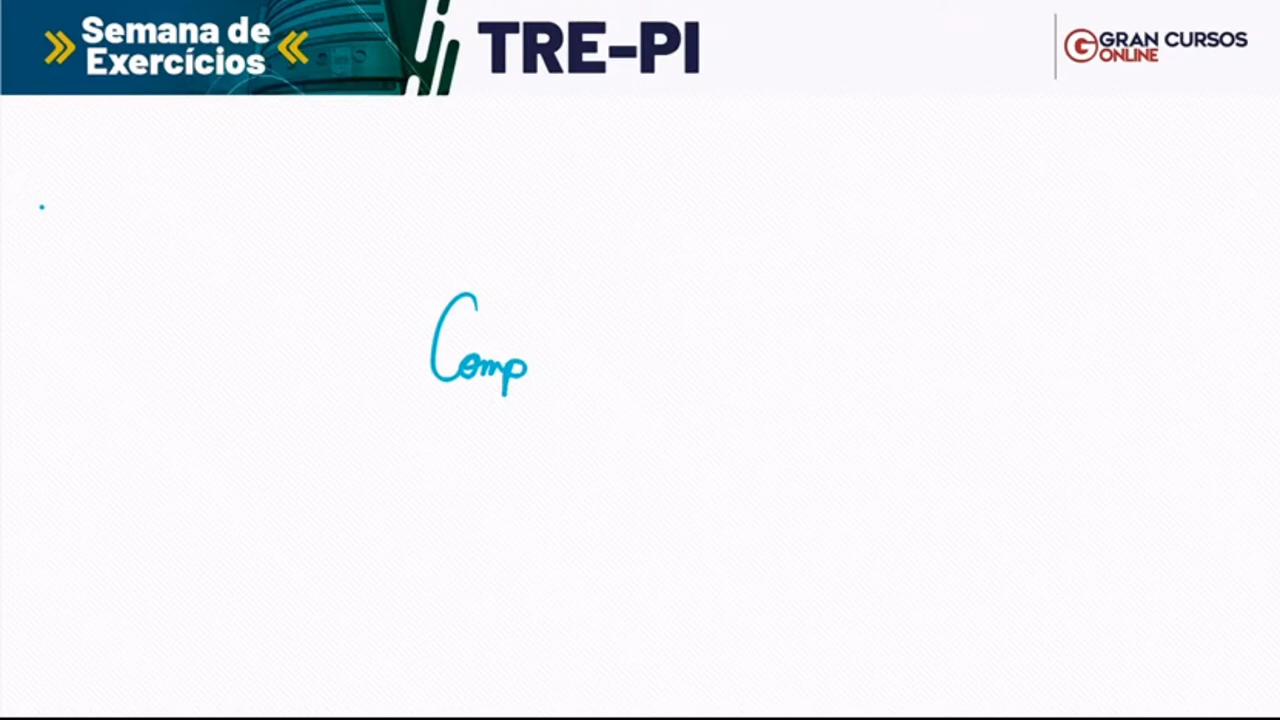 Semana de
Exercícios
TRE-PI
GRAN CURSOS
ONLINE
Comp